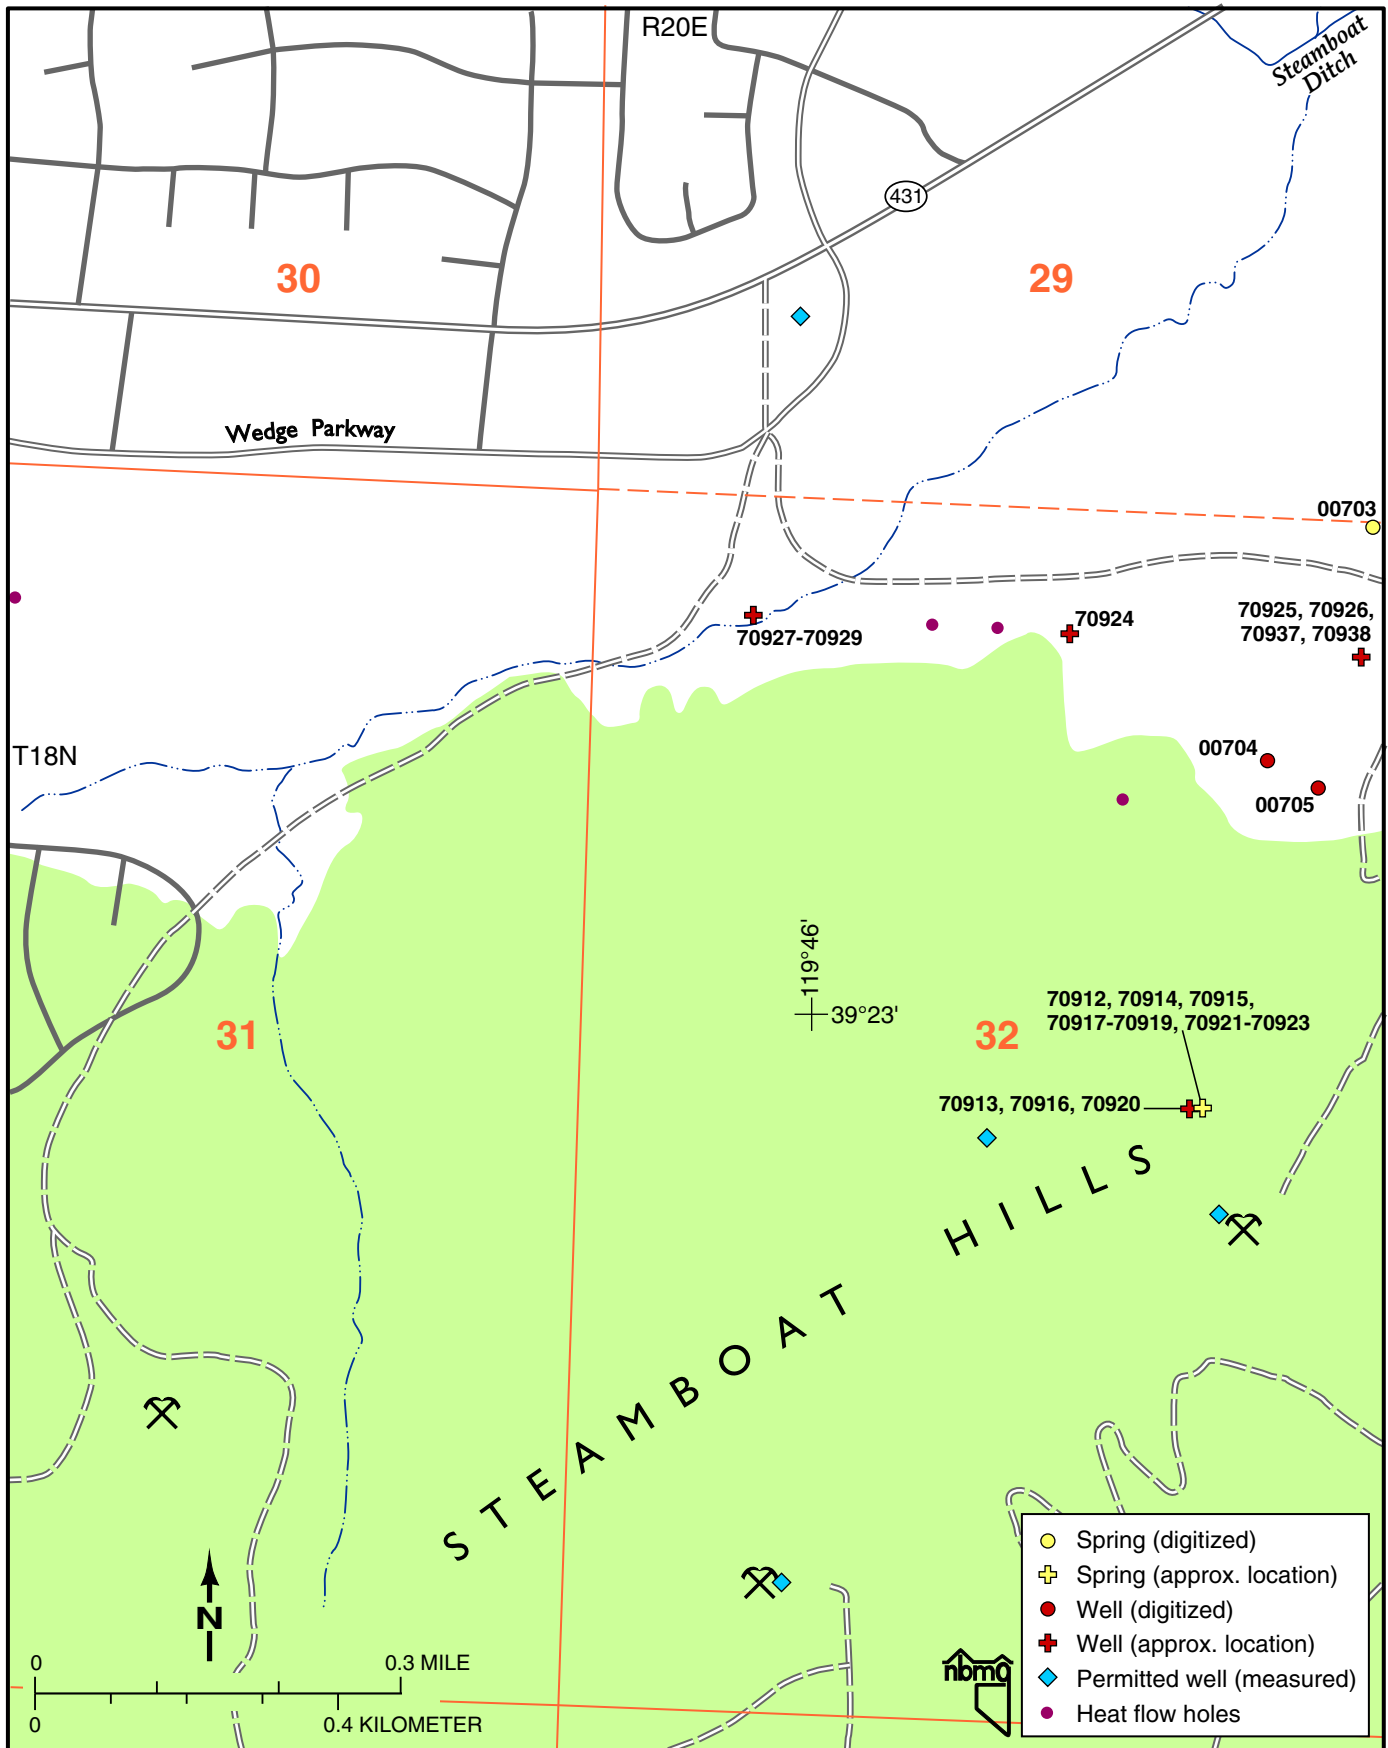 R20E
Steamboat
Ditch
431
30
29
Wedge Parkway
00703
70927-70929
70924
70925, 70926,
70937, 70938
T18N
00704
00705
119°46'
39°23'
31
32
70912, 70914, 70915,
70917-70919, 70921-70923
70913, 70916, 70920
STEAMBOAT HILLS
N
0 0.3 MILE
0 0.4 KILOMETER
nbmg
Spring (digitized)
Spring (approx. location)
Well (digitized)
Well (approx. location)
Permitted well (measured)
Heat flow holes